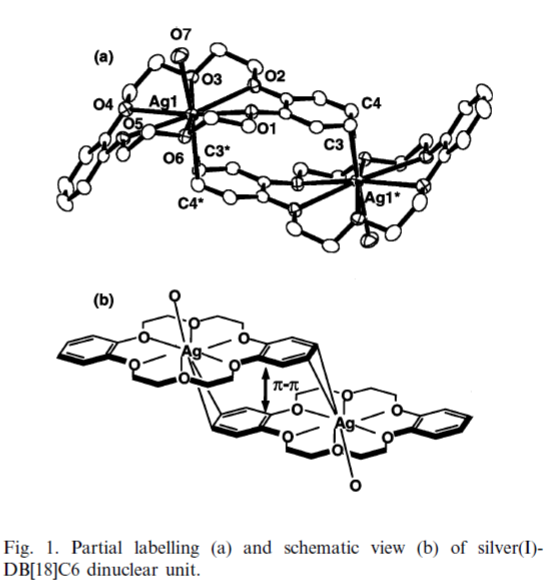 (a)
O7
O3
O2
O4
Ag1
C4
O5
O1
O6
C3
C3*
C4*
Ag1*
(b)
O
O
O
O
Ag
O
O
O
π-π
O
O
O
Ag
O
O
O
O
Fig. 1. Partial labelling (a) and schematic view (b) of silver(I)-
DB[18]C6 dinuclear unit.